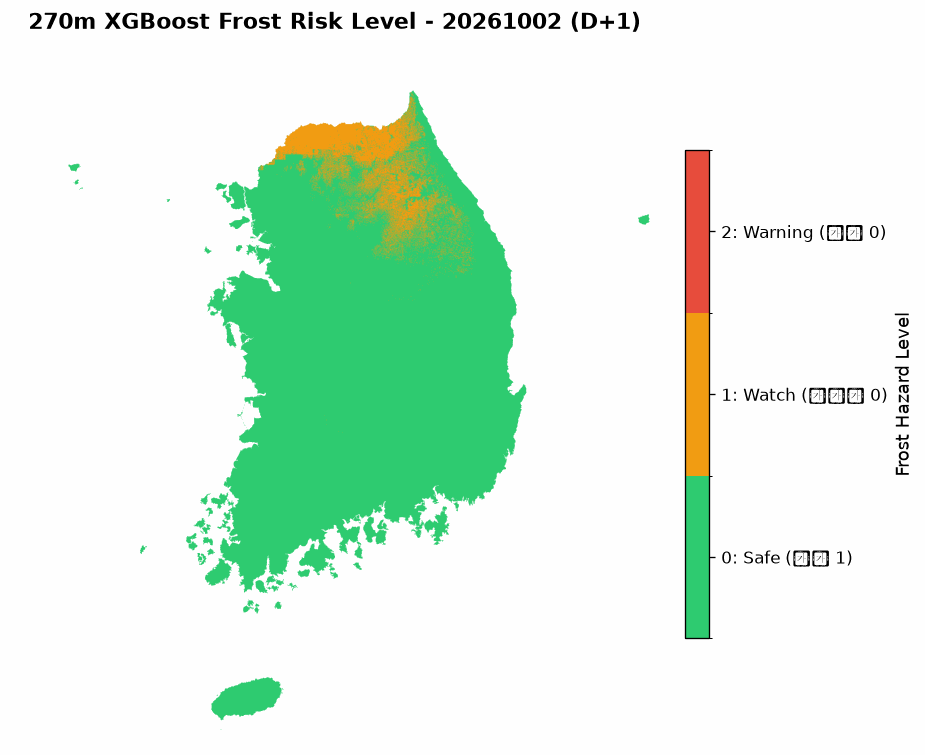 270m XGBoost Frost Risk Level - 20261002 (D+1)
2: Warning ( 0)
1: Watch ( 0)
0: Safe ( 1)
Frost Hazard Level